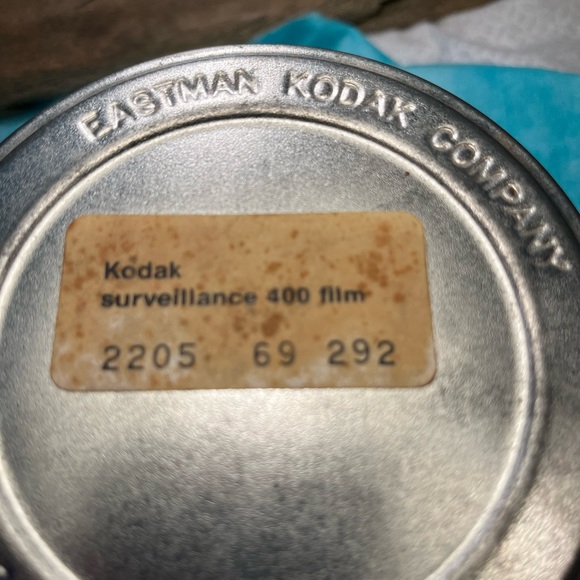 EASTMAN KODAK COMPANY
Kodak
surveillance 400 film
2205 69 292